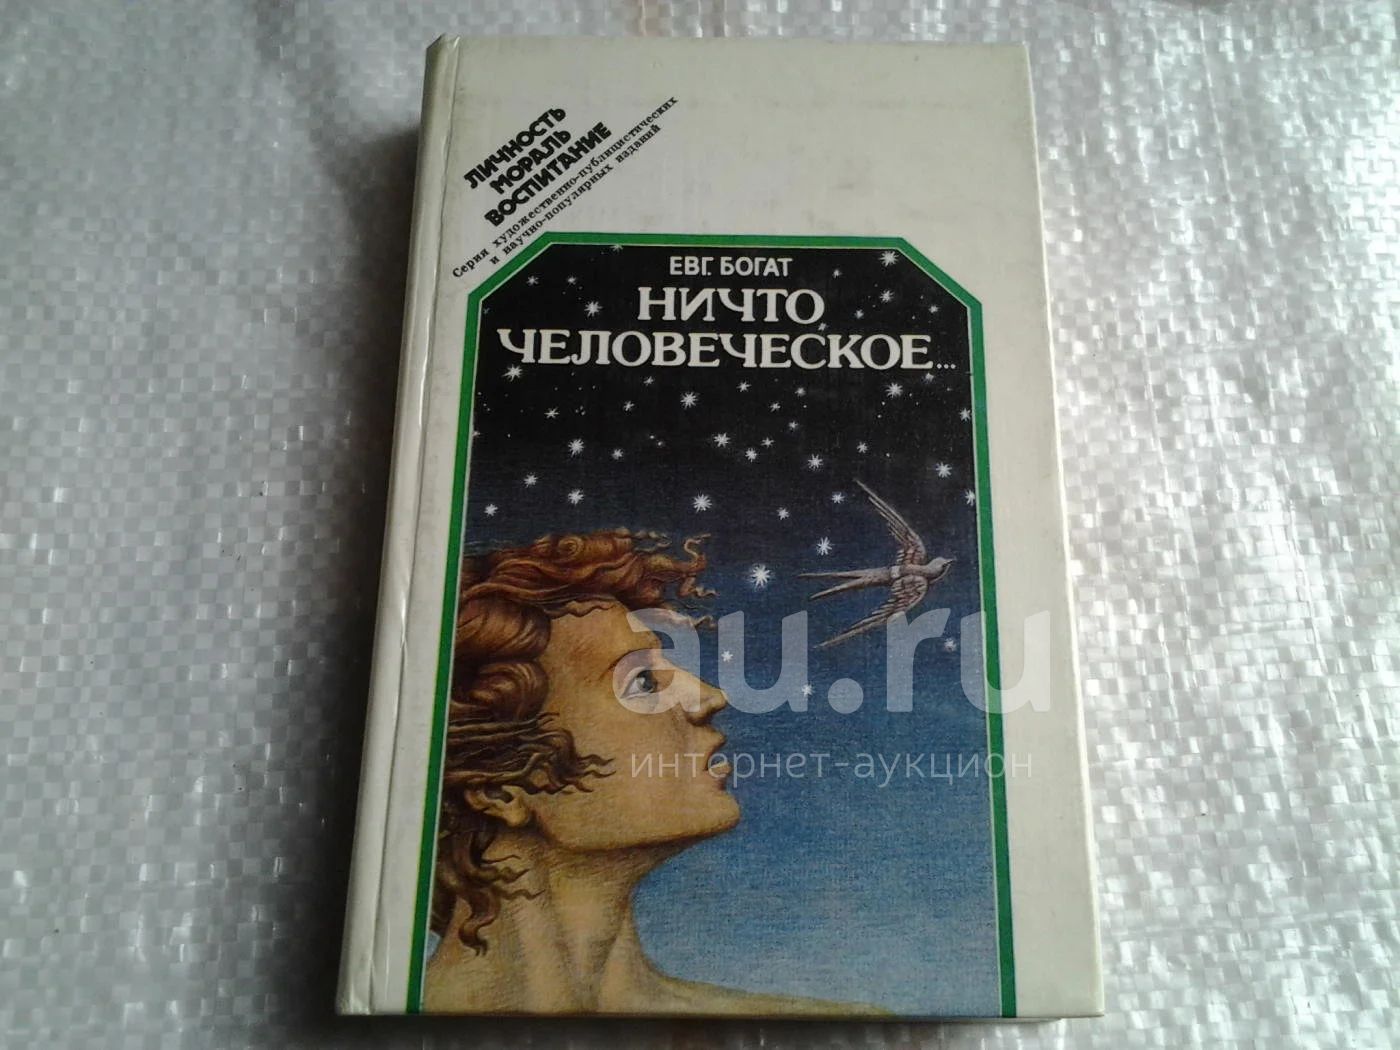 ЛИЧНОСТЬ
МОРАЛЬ
ВОСПИТАНИЕ
Серия художественно-публицистических
и научно-популярных изданий
ЕВГ. БОГАТ
НИЧТО
ЧЕЛОВЕЧЕСКОЕ...
au.ru
интернет-аукцион